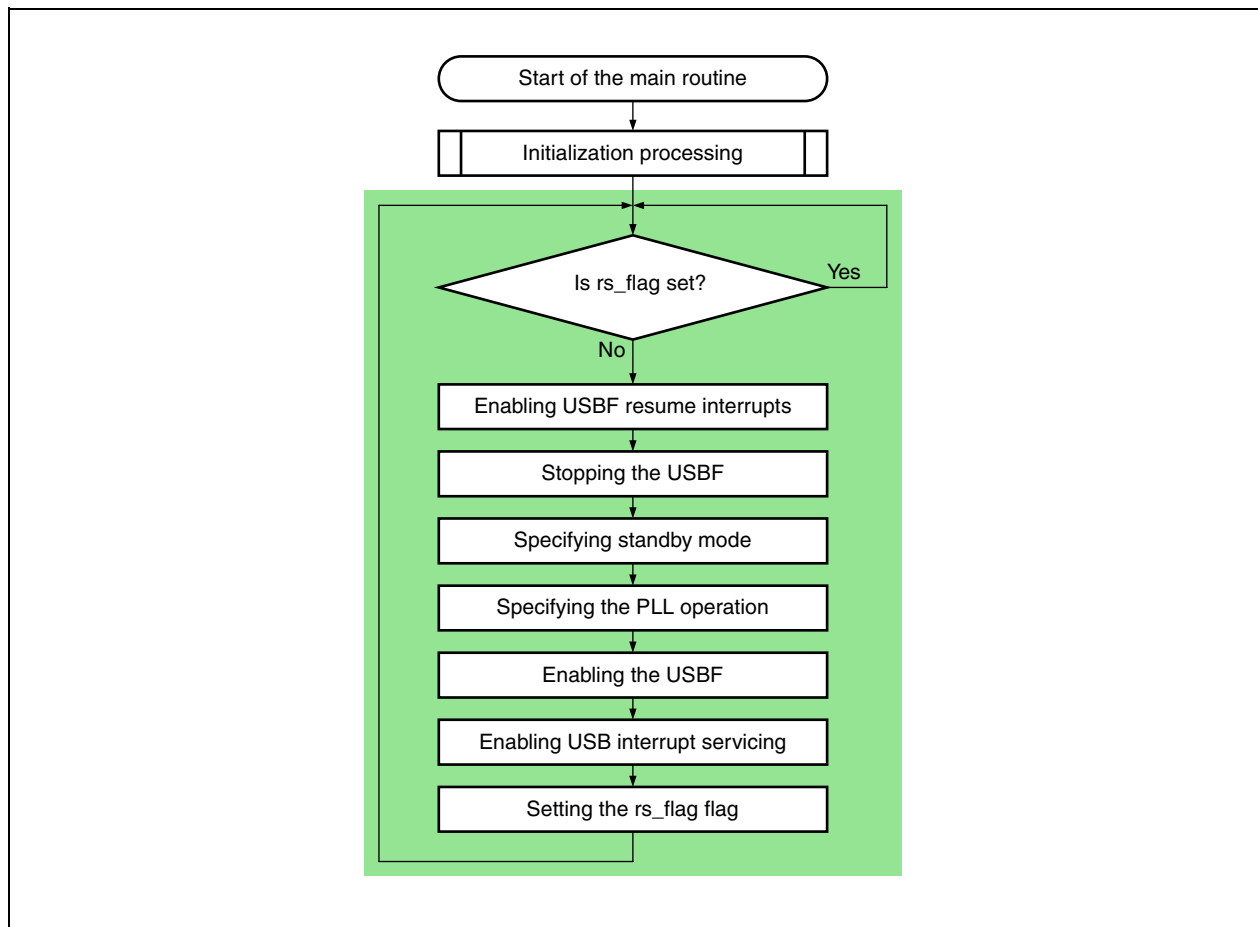 Start of the main routine
Initialization processing
Is rs_flag set?
Yes
No
Enabling USBF resume interrupts
Stopping the USBF
Specifying standby mode
Specifying the PLL operation
Enabling the USBF
Enabling USB interrupt servicing
Setting the rs_flag flag